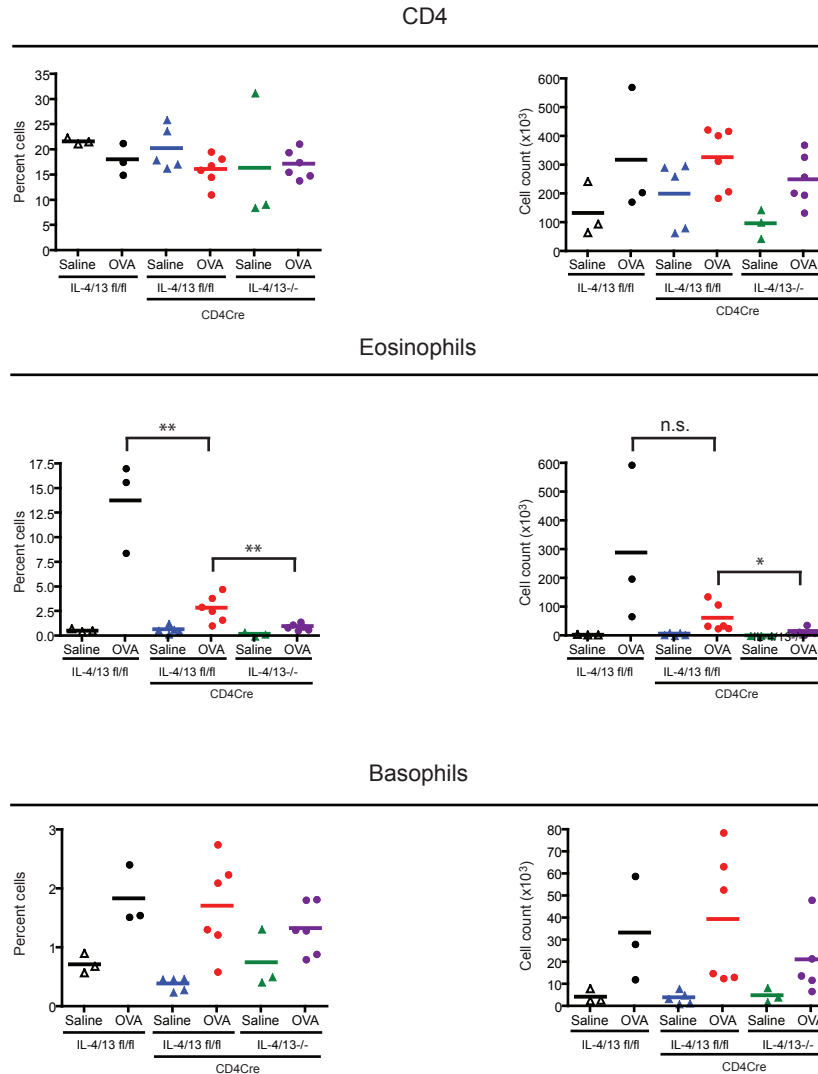 CD4
Percent cells
35
30
25
20
15
10
5
0
Saline OVA Saline OVA Saline OVA
IL-4/13 fl/fl IL-4/13 fl/fl IL-4/13-/-
CD4Cre
Cell count (x10³)
600
500
400
300
200
100
0
Saline OVA Saline OVA Saline OVA
IL-4/13 fl/fl IL-4/13 fl/fl IL-4/13-/-
CD4Cre
Eosinophils
**
**
Percent cells
17.5
15.0
12.5
10.0
7.5
5.0
2.5
0.0
Saline OVA Saline OVA Saline OVA
IL-4/13 fl/fl IL-4/13 fl/fl IL-4/13-/-
CD4Cre
n.s.
*
Cell count (x10³)
600
500
400
300
200
100
0
IL-4/13-/-
Saline OVA Saline OVA Saline OVA
IL-4/13 fl/fl IL-4/13 fl/fl
CD4Cre
Basophils
Percent cells
3
2
1
0
Saline OVA Saline OVA Saline OVA
IL-4/13 fl/fl IL-4/13 fl/fl IL-4/13-/-
CD4Cre
Cell count (x10³)
80
70
60
50
40
30
20
10
0
Saline OVA Saline OVA Saline OVA
IL-4/13 fl/fl IL-4/13 fl/fl IL-4/13-/-
CD4Cre